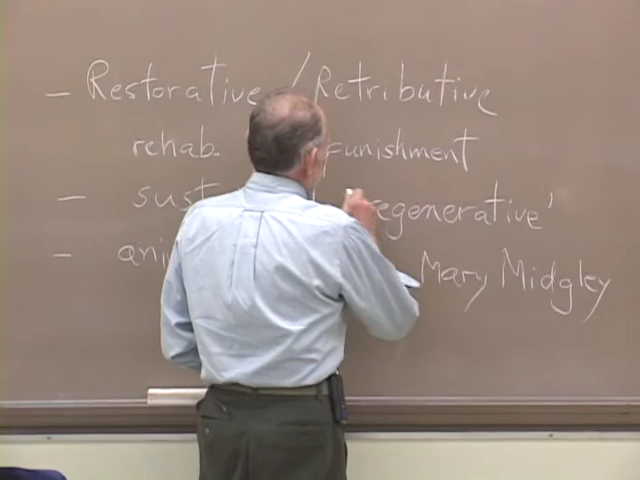 - Restorative / Retributive
rehab. punishment
- sust regenerative'
- ani Mary Midgley